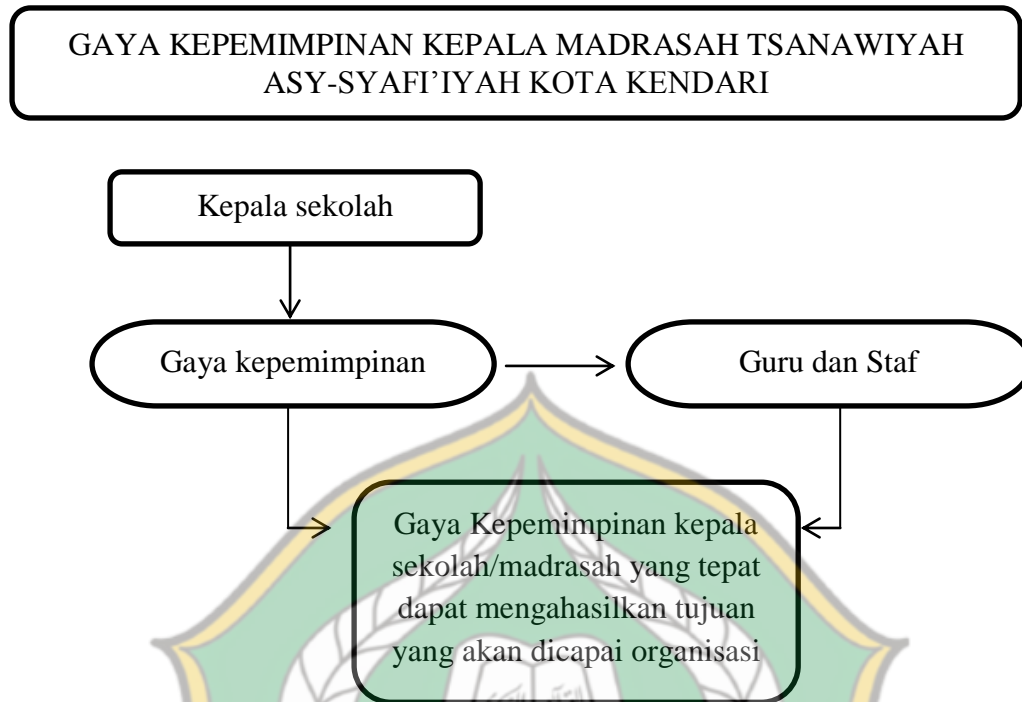 GAYA KEPEMIMPINAN KEPALA MADRASAH TSANAWIYAH
ASY-SYAFI’IYAH KOTA KENDARI
Kepala sekolah
Gaya kepemimpinan
Guru dan Staf
Gaya Kepemimpinan kepala
sekolah/madrasah yang tepat
dapat mengahasilkan tujuan
yang akan dicapai organisasi